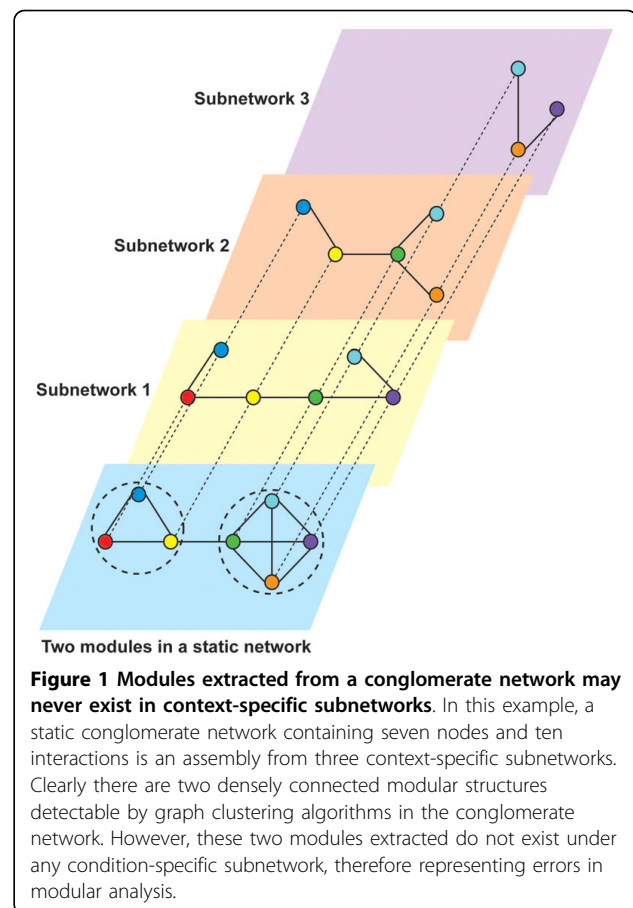 Subnetwork 3
Subnetwork 2
Subnetwork 1
Two modules in a static network
Figure 1 Modules extracted from a conglomerate network may
never exist in context-specific subnetworks. In this example, a
static conglomerate network containing seven nodes and ten
interactions is an assembly from three context-specific subnetworks.
Clearly there are two densely connected modular structures
detectable by graph clustering algorithms in the conglomerate
network. However, these two modules extracted do not exist under
any condition-specific subnetwork, therefore representing errors in
modular analysis.